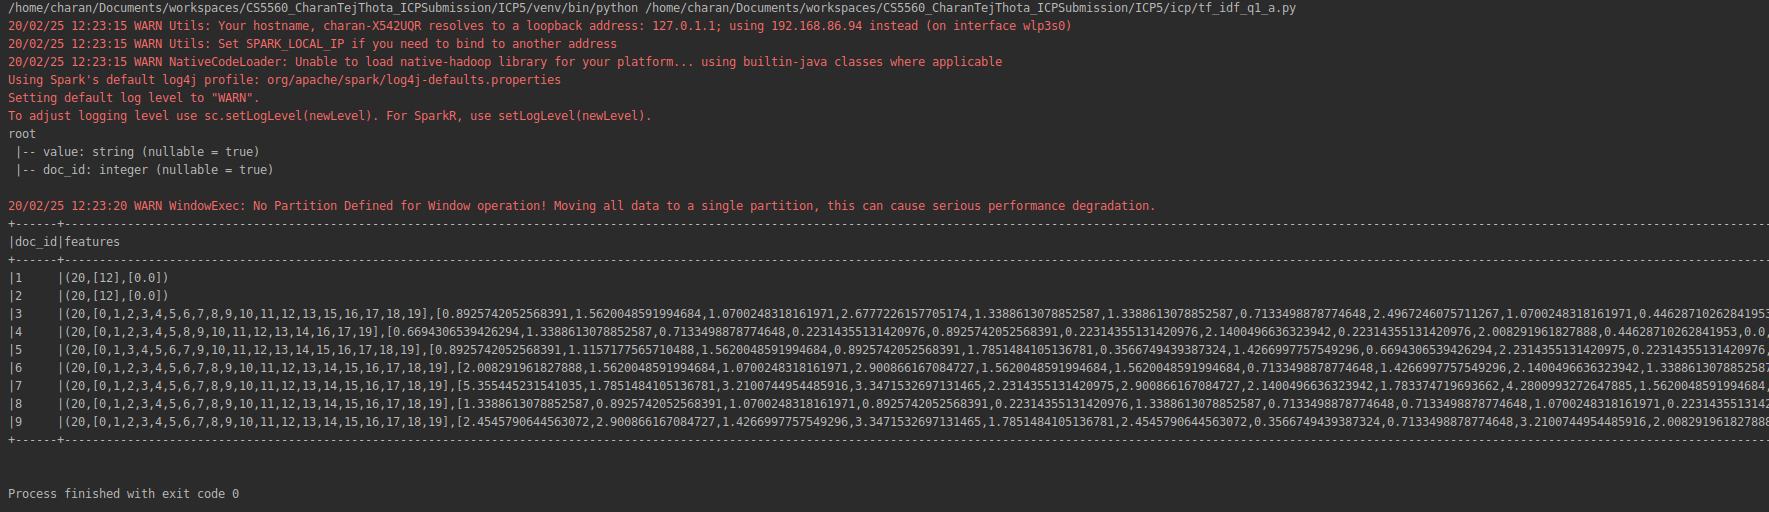 /home/charan/Documents/workspaces/CS5560_CharanTejThota_ICPSubmission/ICP5/venv/bin/python /home/charan/Documents/workspaces/CS5560_CharanTejThota_ICPSubmission/ICP5/icp/tf_idf_q1_a.py
20/02/25 12:23:15 WARN Utils: Your hostname, charan-X542UQR resolves to a loopback address: 127.0.1.1; using 192.168.86.94 instead (on interface wlp3s0)
20/02/25 12:23:15 WARN Utils: Set SPARK_LOCAL_IP if you need to bind to another address
20/02/25 12:23:15 WARN NativeCodeLoader: Unable to load native-hadoop library for your platform... using builtin-java classes where applicable
Using Spark's default log4j profile: org/apache/spark/log4j-defaults.properties
Setting default log level to "WARN".
To adjust logging level use sc.setLogLevel(newLevel). For SparkR, use setLogLevel(newLevel).
root
 |-- value: string (nullable = true)
 |-- doc_id: integer (nullable = true)
20/02/25 12:23:20 WARN WindowExec: No Partition Defined for Window operation! Moving all data to a single partition, this can cause serious performance degradation.
|doc_id|features
|1     |(20,[12],[0.0])
|2     |(20,[12],[0.0])
|3     |(20,[0,1,2,3,4,5,6,7,8,9,10,11,12,13,15,16,17,18,19],[0.8925742052568391,1.5620048591994684,1.0700248318161971,2.6777226157705174,1.3388613078852587,1.3388613078852587,0.7133498878774648,2.4967246075711267,1.0700248318161971,0.4462871026284195
|4     |(20,[0,1,2,3,4,5,8,9,10,11,12,13,14,16,17,19],[0.6694306539426294,1.3388613078852587,0.7133498878774648,0.22314355131420976,0.8925742052568391,0.22314355131420976,2.1400496636323942,0.22314355131420976,2.008291961827888,0.44628710262841953,0.0,
|5     |(20,[0,1,3,4,5,6,7,9,10,11,12,13,14,15,16,17,18,19],[0.8925742052568391,1.1157177565710488,1.5620048591994684,0.8925742052568391,1.7851484105136781,0.3566749439387324,1.4266997757549296,0.6694306539426294,2.2314355131420975,0.22314355131420976,
|6     |(20,[0,1,2,3,4,5,6,7,8,9,10,11,12,13,14,15,16,17,18,19],[2.008291961827888,1.5620048591994684,1.0700248318161971,2.900866167084727,1.5620048591994684,1.5620048591994684,0.7133498878774648,1.4266997757549296,2.1400496636323942,1.3388613078852587
|7     |(20,[0,1,2,3,4,5,6,7,8,9,10,11,12,13,14,15,16,17,18,19],[5.355445231541035,1.7851484105136781,3.2100744954485916,3.3471532697131465,2.2314355131420975,2.900866167084727,2.1400496636323942,1.783374719693662,4.2800993272647885,1.5620048591994684,
|8     |(20,[0,1,2,3,4,5,6,7,8,9,10,11,12,13,14,15,16,17,18,19],[1.3388613078852587,0.8925742052568391,1.0700248318161971,0.8925742052568391,0.22314355131420976,1.3388613078852587,0.7133498878774648,0.7133498878774648,1.0700248318161971,0.2231435513142
|9     |(20,[0,1,2,3,4,5,6,7,8,9,10,11,12,13,14,15,16,17,18,19],[2.4545790644563072,2.900866167084727,1.4266997757549296,3.3471532697131465,1.7851484105136781,2.4545790644563072,0.3566749439387324,0.7133498878774648,3.2100744954485916,2.008291961827888
Process finished with exit code 0